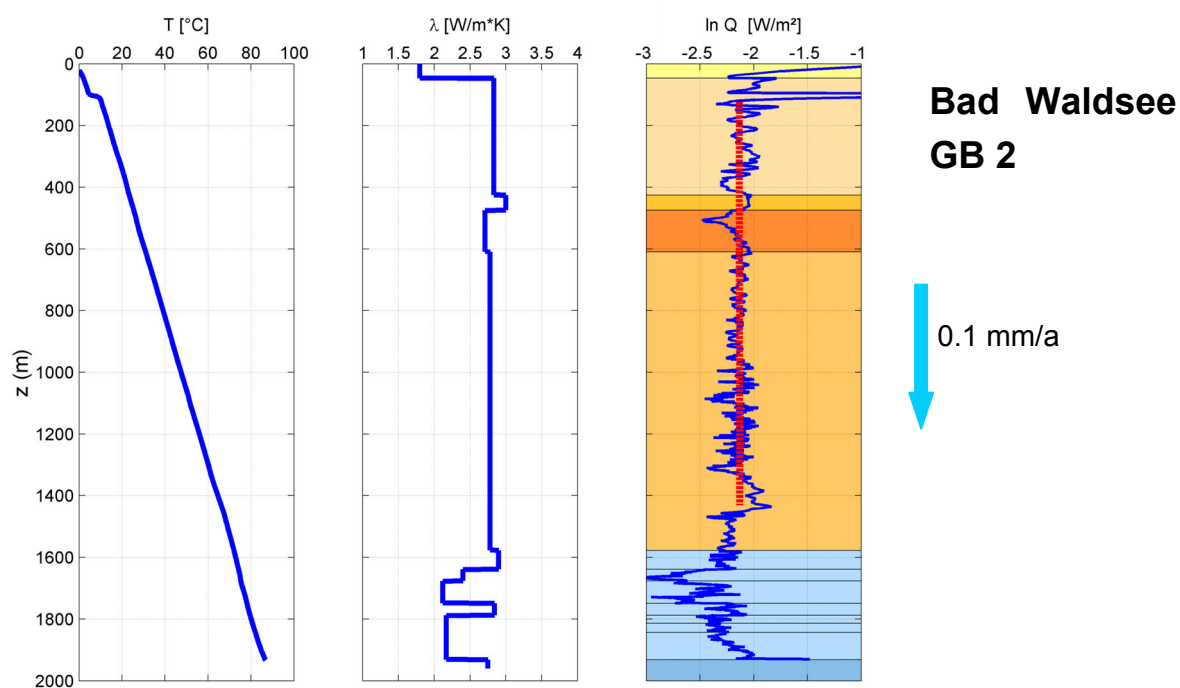 T [°C]
0 20 40 60 80 100
λ [W/m*K]
1 1.5 2 2.5 3 3.5 4
ln Q [W/m²]
-3 -2.5 -2 -1.5 -1
0
200
400
600
800
1000
1200
1400
1600
1800
2000
z (m)
Bad Waldsee
GB 2
0.1 mm/a